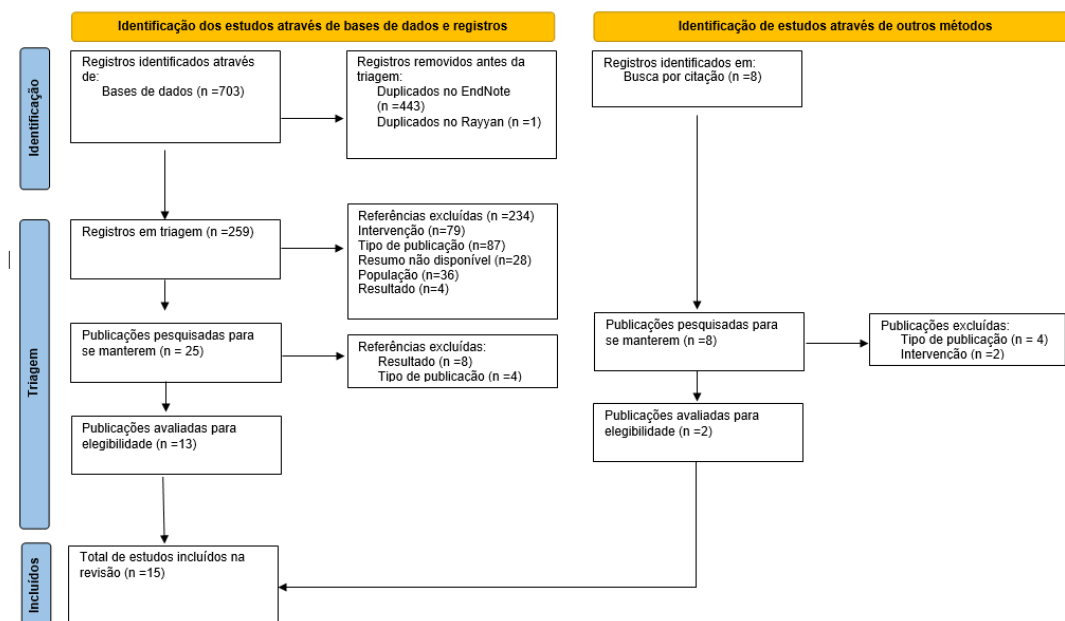 Identificação dos estudos através de bases de dados e registros
Identificação de estudos através de outros métodos
Identificação
Registros identificados através
de:
Bases de dados (n =703)
Registros removidos antes da
triagem:
Duplicados no EndNote
(n =443)
Duplicados no Rayyan (n =1)
Registros identificados em:
Busca por citação (n =8)
Triagem
Registros em triagem (n =259)
Referências excluídas (n =234)
Intervenção (n=79)
Tipo de publicação (n=87)
Resumo não disponível (n=28)
População (n=36)
Resultado (n=4)
Publicações pesquisadas para
se manterem (n = 25)
Referências excluídas:
Resultado (n =8)
Tipo de publicação (n =4)
Publicações pesquisadas para
se manterem (n =8)
Publicações excluídas:
Tipo de publicação (n = 4)
Intervenção (n =2)
Publicações avaliadas para
elegibilidade (n =13)
Publicações avaliadas para
elegibilidade (n =2)
Incluídos
Total de estudos incluídos na
revisão (n =15)